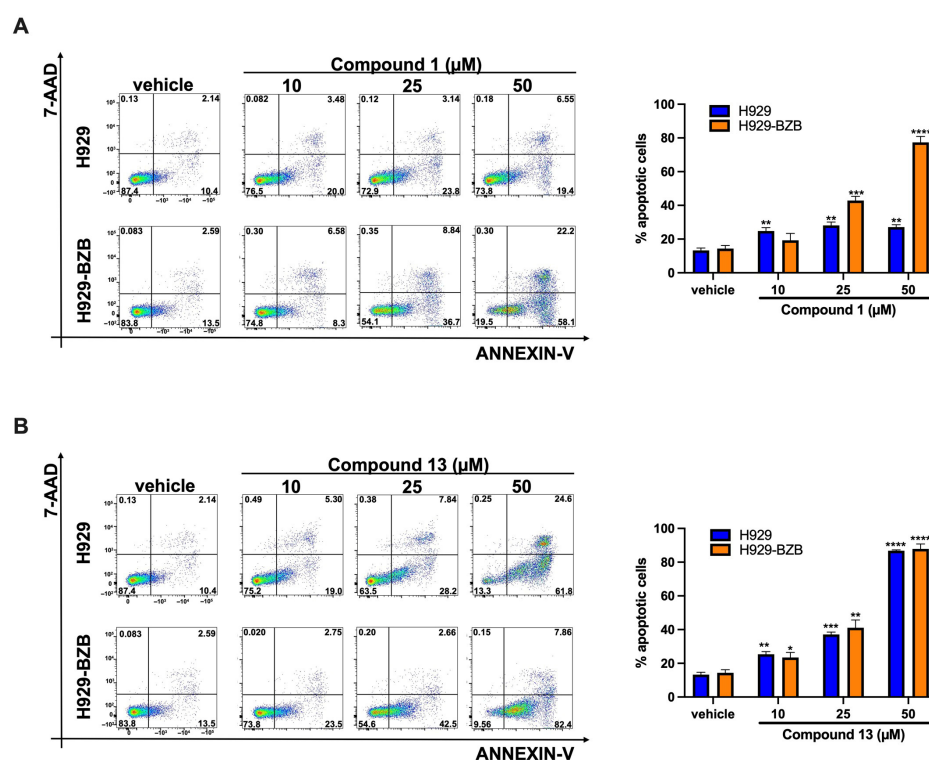 A
Compound 1 (µM)
vehicle 10 25 50
7-AAD
H929
0.13 2.14
87.4 10.4
0.082 3.48
76.5 20.0
0.12 3.14
72.9 23.8
0.18 6.55
73.8 19.4
H929-BZB
0.083 2.59
83.8 13.5
0.30 6.58
74.8 8.3
0.35 8.84
54.1 36.7
0.30 22.2
19.5 58.1
ANNEXIN-V
H929
H929-BZB
% apoptotic cells
100
80
60
40
20
0
** ** *** ** ****
vehicle 10 25 50
Compound 1 (µM)
B
Compound 13 (µM)
vehicle 10 25 50
7-AAD
H929
0.13 2.14
87.4 10.4
0.49 5.30
75.2 19.0
0.38 7.84
63.5 28.2
0.25 24.6
13.3 61.8
H929-BZB
0.083 2.59
83.8 13.5
0.020 2.75
73.8 23.5
0.20 2.66
54.6 42.5
0.15 7.86
9.56 82.4
ANNEXIN-V
H929
H929-BZB
% apoptotic cells
100
80
60
40
20
0
** * *** ** **** ****
vehicle 10 25 50
Compound 13 (µM)